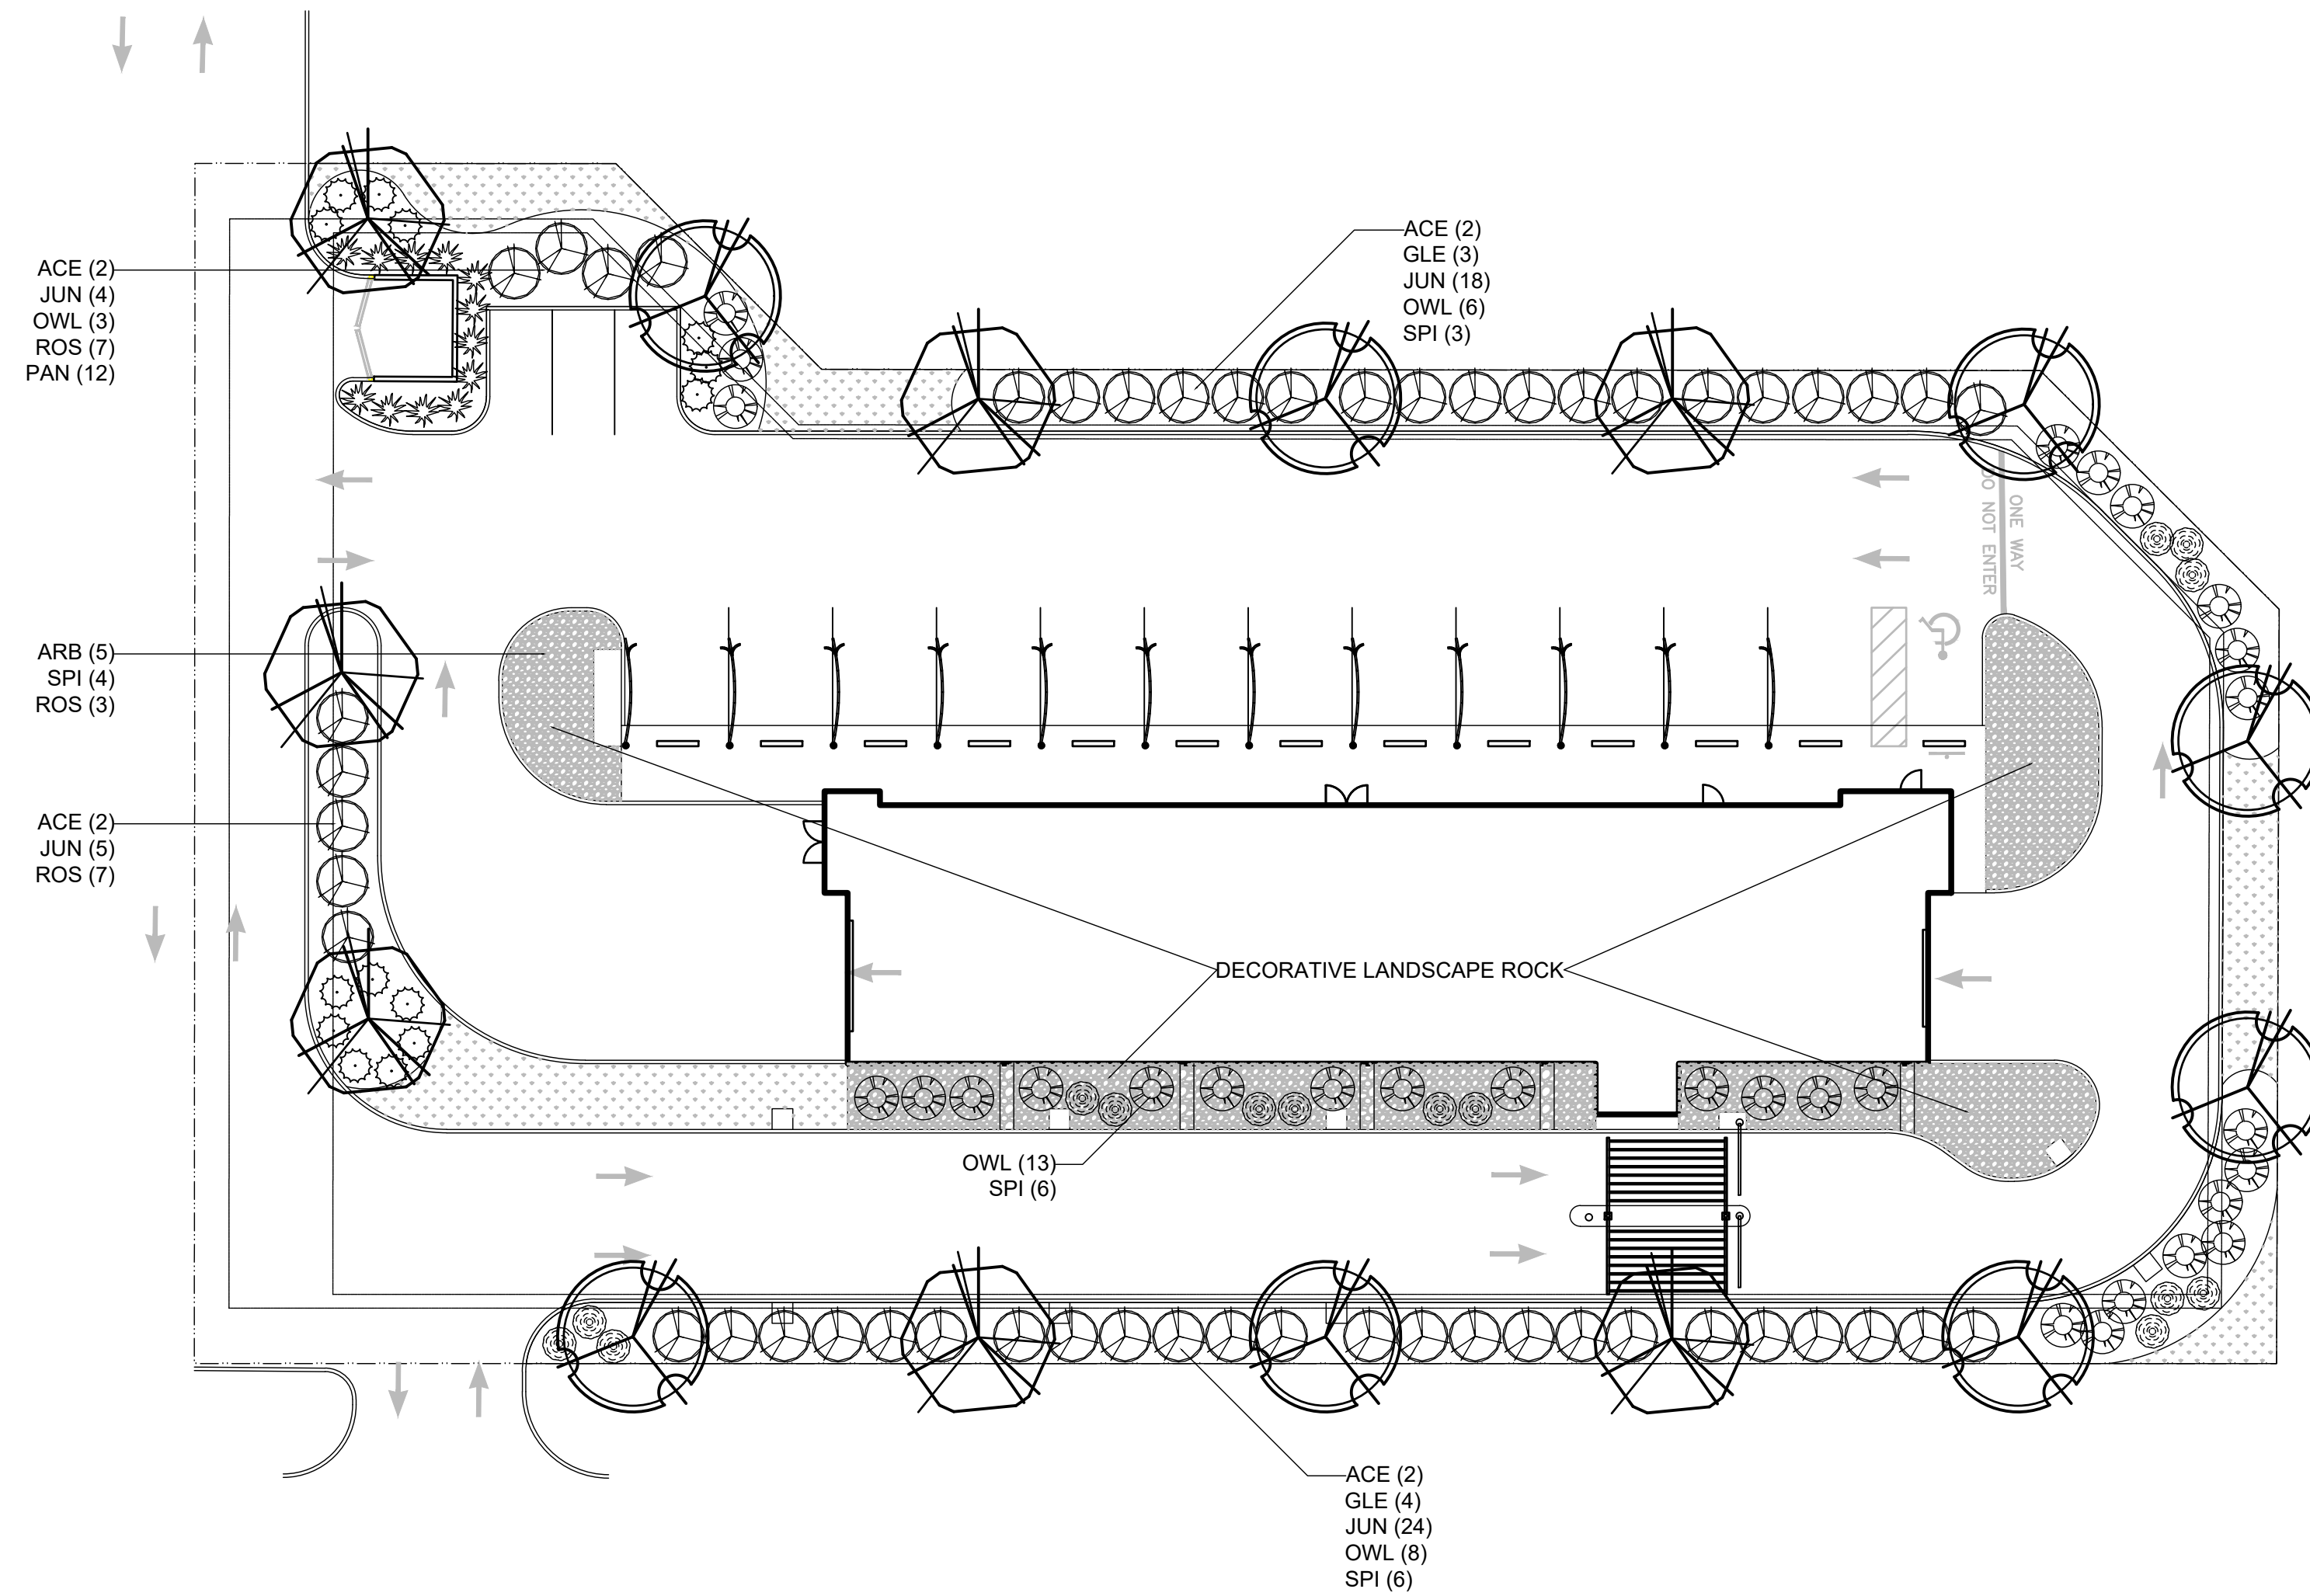 ACE (2)
GLE (3)
JUN (18)
OWL (6)
SPI (3)
ACE (2)
JUN (4)
OWL (3)
ROS (7)
PAN (12)
ONE WAY
DO NOT ENTER
ARB (5)
SPI (4)
ROS (3)
ACE (2)
JUN (5)
ROS (7)
DECORATIVE LANDSCAPE ROCK
OWL (13)
SPI (6)
ACE (2)
GLE (4)
JUN (24)
OWL (8)
SPI (6)